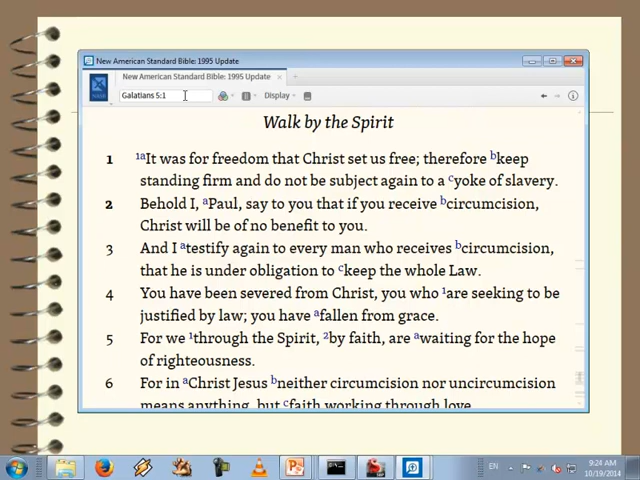 New American Standard Bible: 1995 Update
New American Standard Bible: 1995 Update
Galatians 5:1
Display
Walk by the Spirit
1 1aIt was for freedom that Christ set us free; therefore bkeep
standing firm and do not be subject again to a cyoke of slavery.
2 Behold I, aPaul, say to you that if you receive bcircumcision,
Christ will be of no benefit to you.
3 And I atestify again to every man who receives bcircumcision,
that he is under obligation to ckeep the whole Law.
4 You have been severed from Christ, you who 1are seeking to be
justified by law; you have afallen from grace.
5 For we 1through the Spirit, 2by faith, are awaiting for the hope
of righteousness.
6 For in aChrist Jesus bneither circumcision nor uncircumcision
means anything, but cfaith working through love.
EN
9:24 AM
10/19/2014